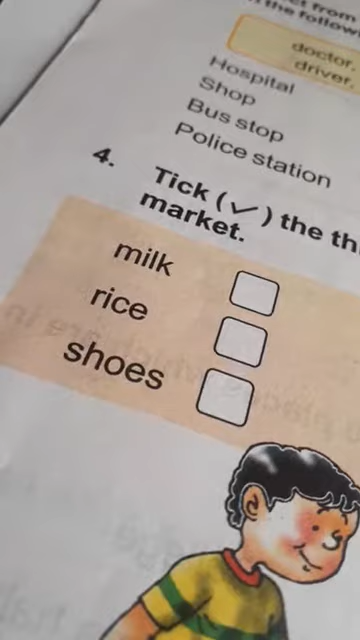 doctor,
driver,
Hospital
Shop
Bus stop
Police station
4. Tick (✓) the
market.
milk
rice
shoes